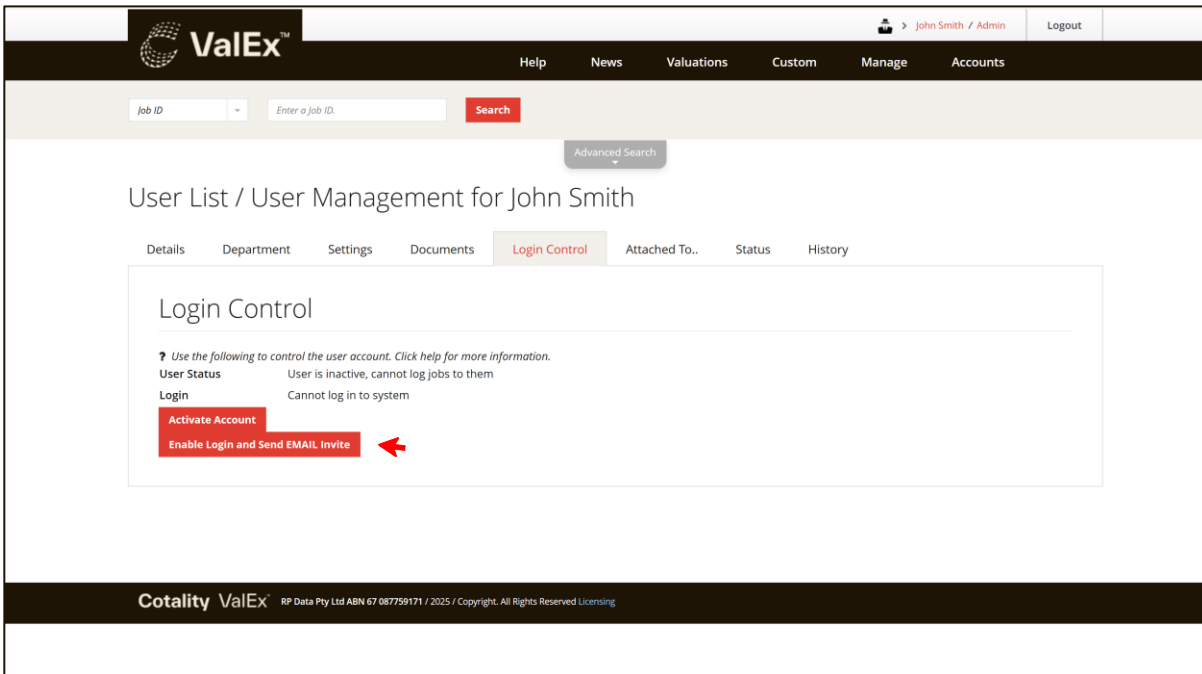 ValEx™
> John Smith / Admin
Logout
Help News Valuations Custom Manage Accounts
Job ID
Enter a Job ID.
Search
Advanced Search
User List / User Management for John Smith
Details Department Settings Documents Login Control Attached To.. Status History
Login Control
? Use the following to control the user account. Click help for more information.
User Status User is inactive, cannot log jobs to them
Login Cannot log in to system
Activate Account
Enable Login and Send EMAIL Invite
Cotality ValEx™ RP Data Pty Ltd ABN 67 087759171 / 2025 / Copyright. All Rights Reserved Licensing